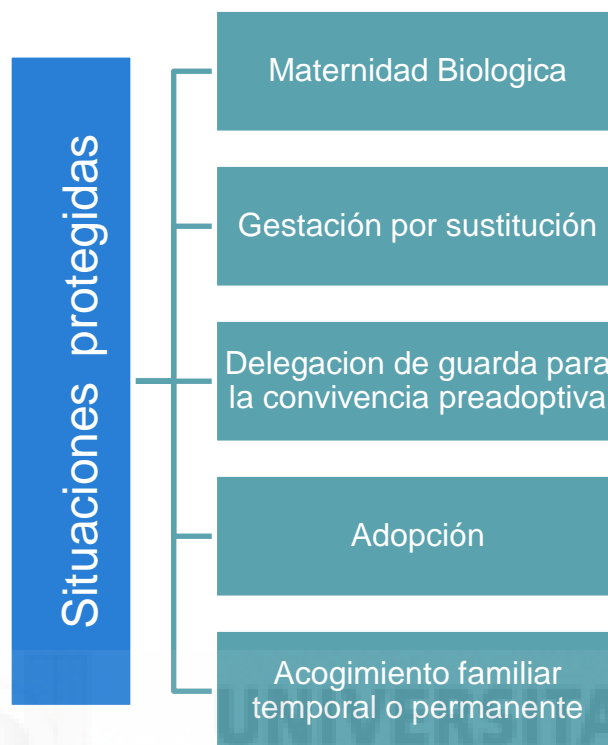 Situaciones protegidas
Maternidad Biologica
Gestación por sustitución
Delegacion de guarda para
la convivencia preadoptiva
Adopción
Acogimiento familiar
temporal o permanente
UNIVERSITA